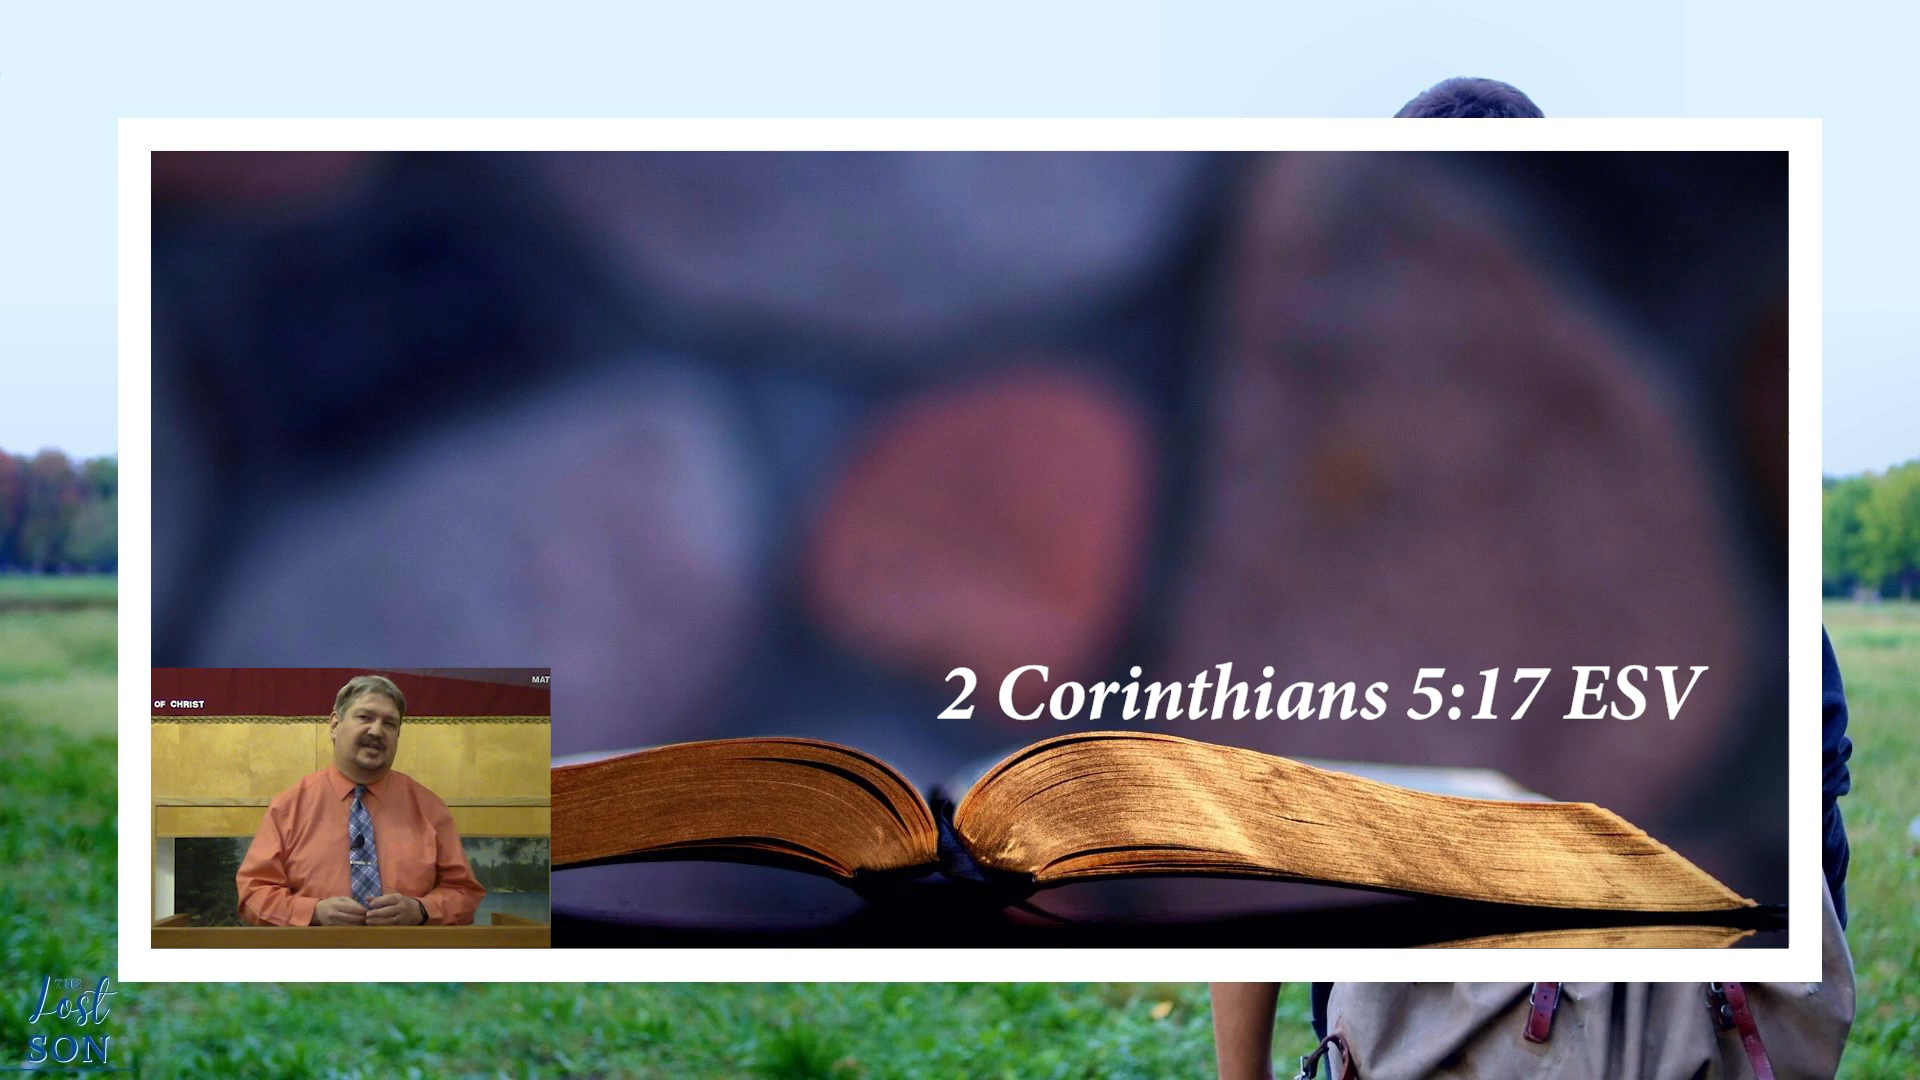 MAT
OF CHRIST
2 Corinthians 5:17 ESV
THE
Lost
SON